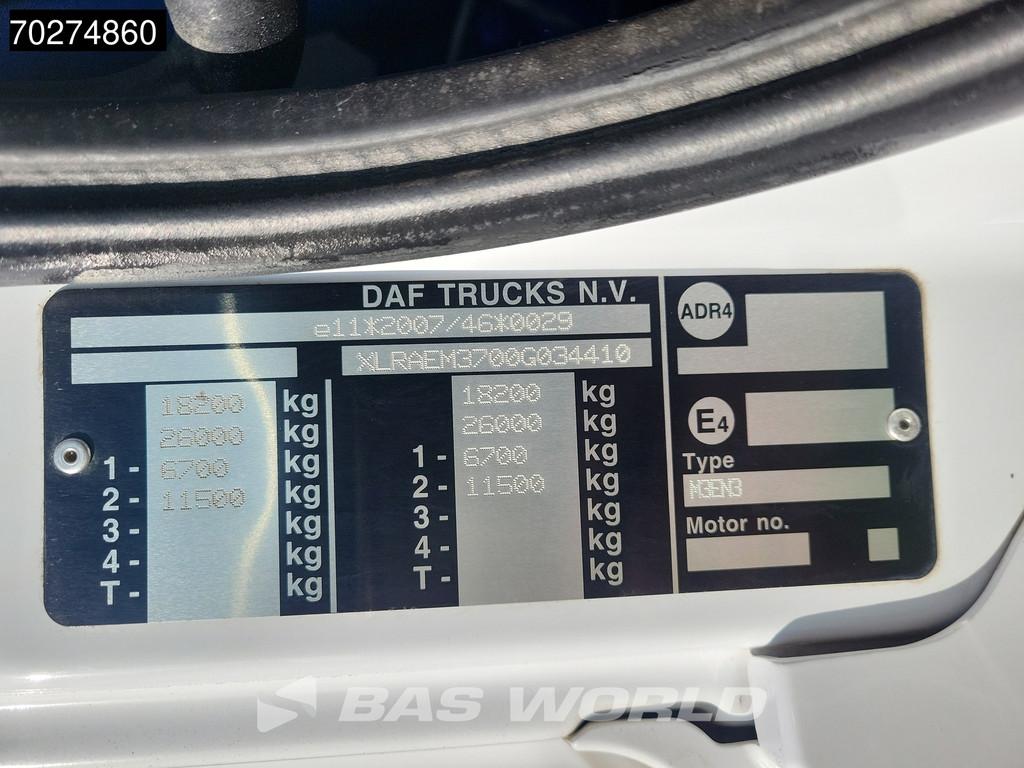 70274860
DAF TRUCKS N.V.
e11*2007/46*0029
XLRAEM3700G034410
18200 kg
26000 kg
1- 6700 kg
2- 11500 kg
3- kg
4- kg
T- kg
18200 kg
26000 kg
1- 6700 kg
2- 11500 kg
3- kg
4- kg
T- kg
ADR4
E4
Type
M3EN3
Motor no.
BAS WORLD